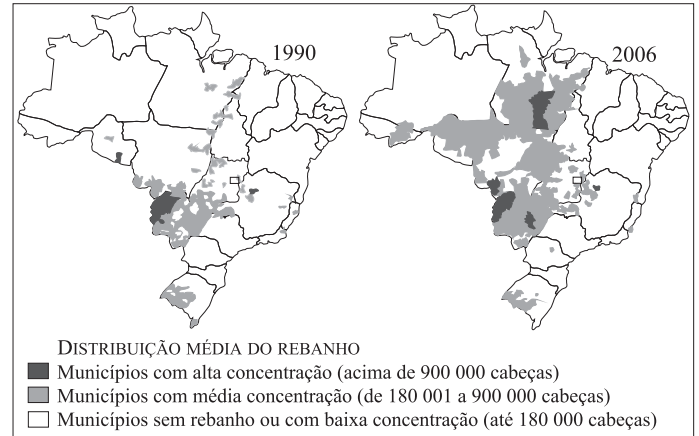 1990
2006
DISTRIBUIÇÃO MÉDIA DO REBANHO
Municípios com alta concentração (acima de 900 000 cabeças)
Municípios com média concentração (de 180 001 a 900 000 cabeças)
Municípios sem rebanho ou com baixa concentração (até 180 000 cabeças)